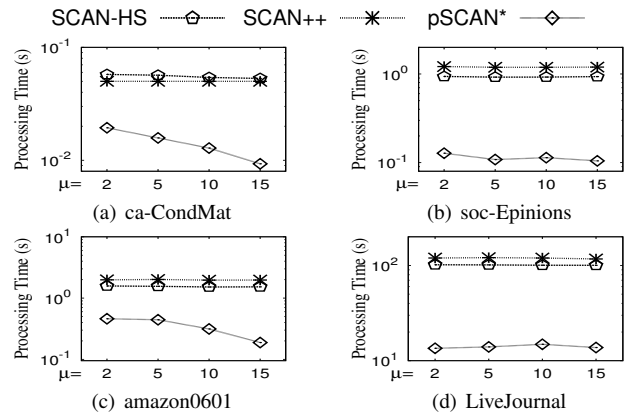 SCAN-HS SCAN++ pSCAN*
Processing Time (s)
10^-1
10^-2
μ= 2 5 10 15
(a) ca-CondMat
Processing Time (s)
10^0
10^-1
μ= 2 5 10 15
(b) soc-Epinions
Processing Time (s)
10^1
10^0
10^-1
μ= 2 5 10 15
(c) amazon0601
Processing Time (s)
10^2
10^1
μ= 2 5 10 15
(d) LiveJournal